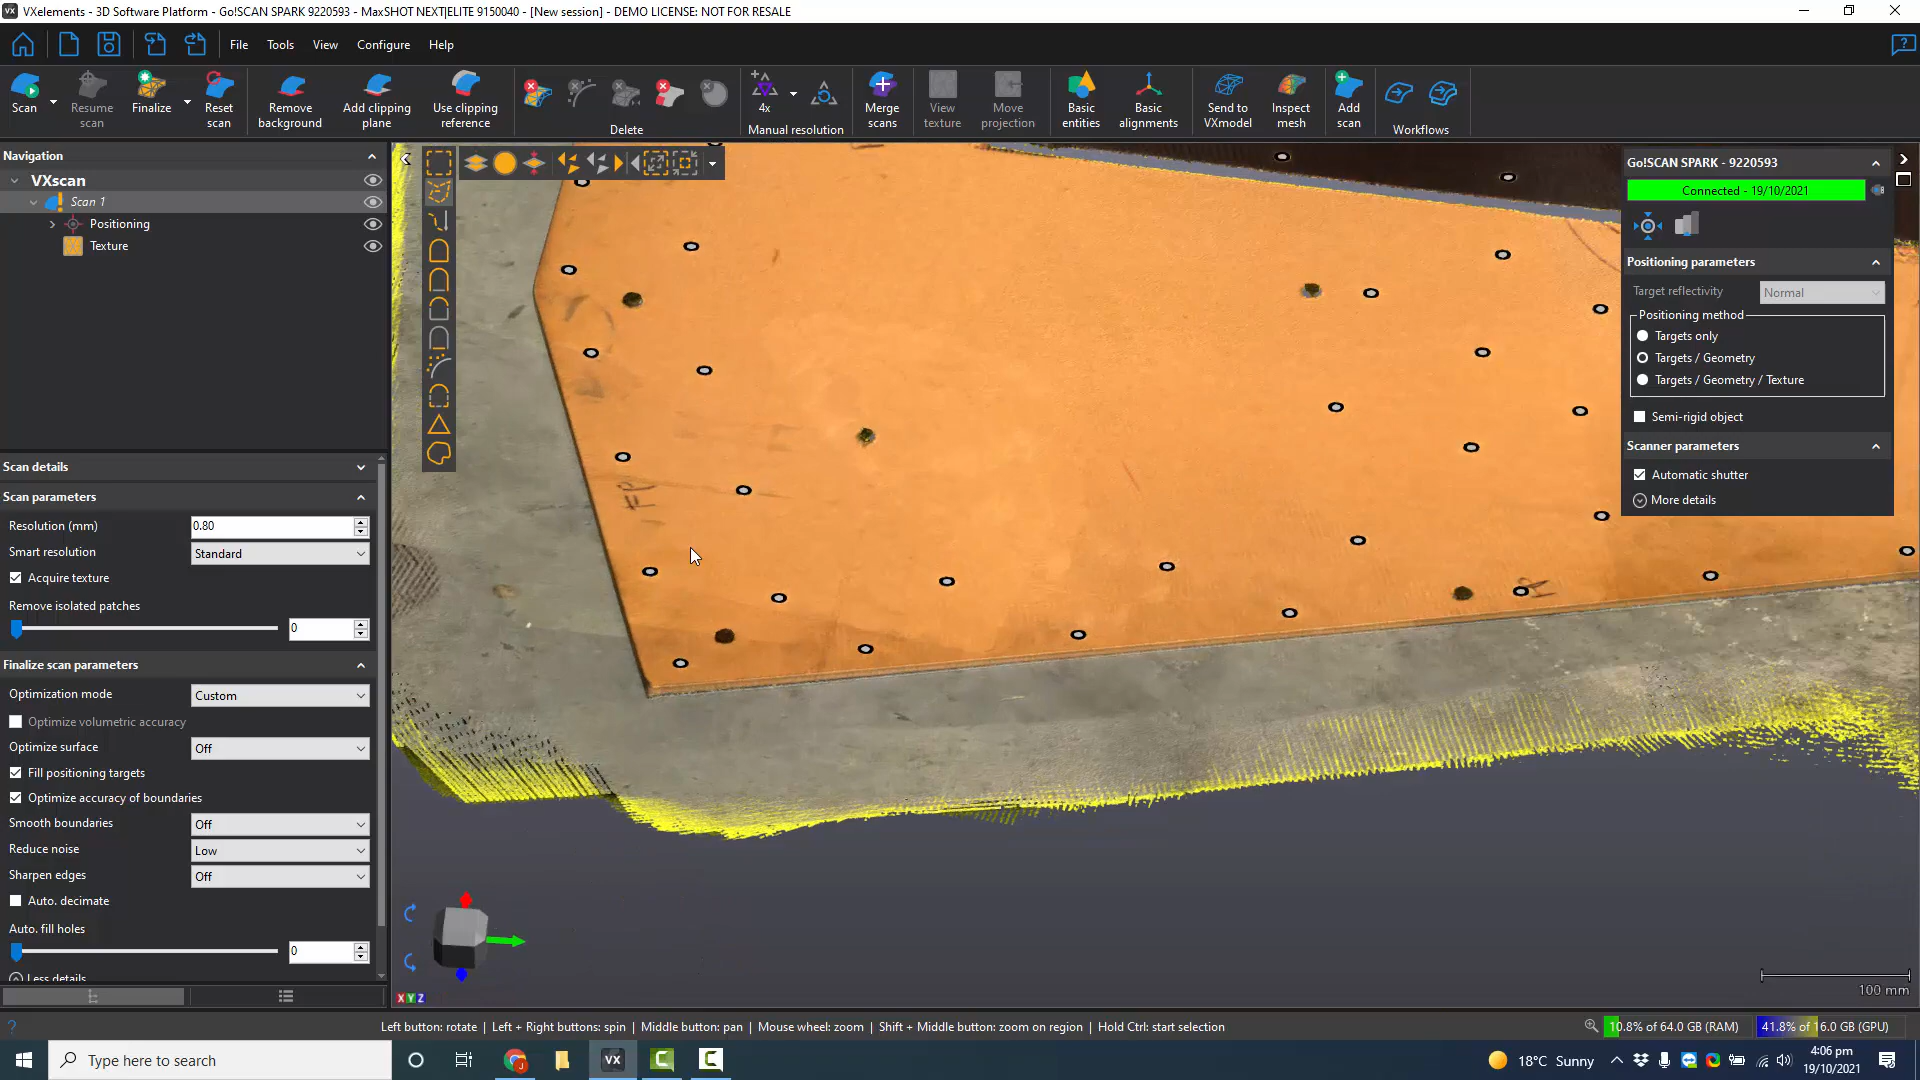 VXelements - 3D Software Platform - Go!SCAN SPARK 9220593 - MaxSHOT NEXT|ELITE 9150040 - [New session] - DEMO LICENSE: NOT FOR RESALE
File Tools View Configure Help
Scan
Resume scan
Finalize
Reset scan
Remove background
Add clipping plane
Use clipping reference
Delete
4x
Manual resolution
Merge scans
View texture
Move projection
Basic entities
Basic alignments
Send to VXmodel
Inspect mesh
Add scan
Workflows
Navigation
VXscan
Scan 1
Positioning
Texture
Scan details
Scan parameters
Resolution (mm) 0.80
Smart resolution Standard
Acquire texture
Remove isolated patches
0
Finalize scan parameters
Optimization mode Custom
Optimize volumetric accuracy
Optimize surface Off
Fill positioning targets
Optimize accuracy of boundaries
Smooth boundaries Off
Reduce noise Low
Sharpen edges Off
Auto. decimate
Auto. fill holes
0
Less details
Go!SCAN SPARK - 9220593
Connected - 19/10/2021
Positioning parameters
Target reflectivity Normal
Positioning method
Targets only
Targets / Geometry
Targets / Geometry / Texture
Semi-rigid object
Scanner parameters
Automatic shutter
More details
X Y Z
100 mm
Left button: rotate | Left + Right buttons: spin | Middle button: pan | Mouse wheel: zoom | Shift + Middle button: zoom on region | Hold Ctrl: start selection
10.8% of 64.0 GB (RAM)
41.8% of 16.0 GB (GPU)
Type here to search
VX
18°C Sunny
4:06 pm
19/10/2021